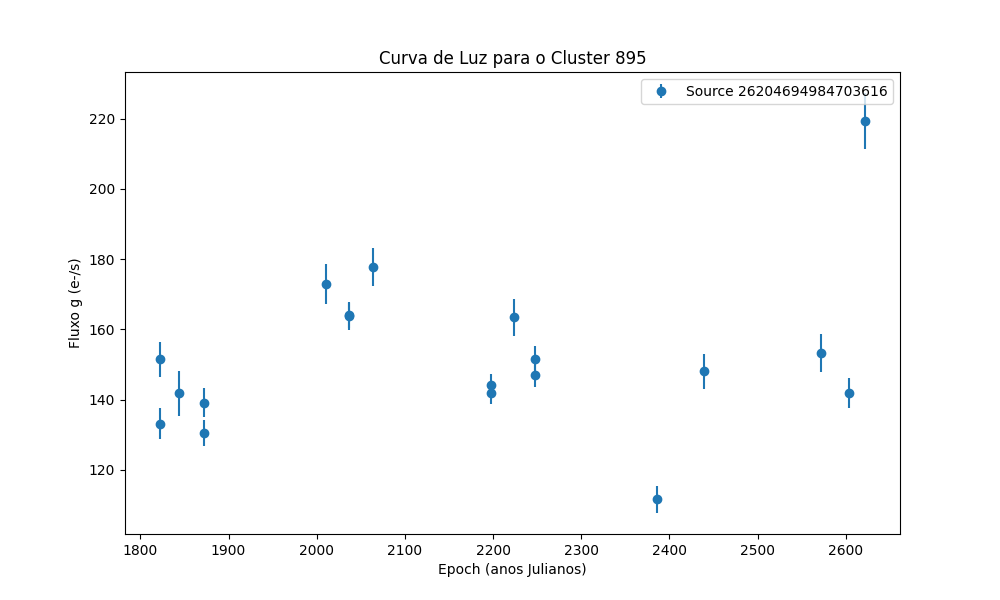 Curva de Luz para o Cluster 895
Source 26204694984703616
Fluxo g (e-/s)
220
200
180
160
140
120
1800 1900 2000 2100 2200 2300 2400 2500 2600
Epoch (anos Julianos)